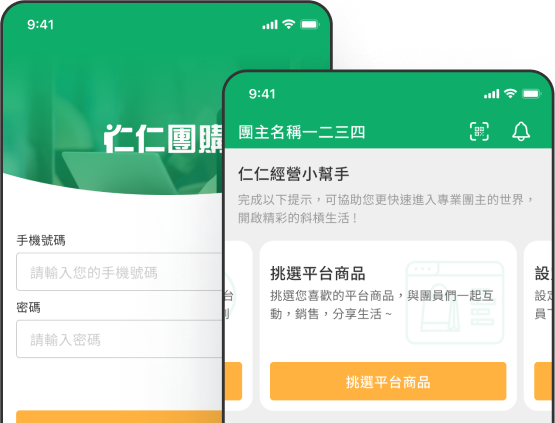 9:41
仁仁團購
手機號碼
請輸入您的手機號碼
密碼
請輸入密碼
9:41
團主名稱一二三四
仁仁經營小幫手
完成以下提示，可協助您更快速進入專業團主的世界，
開啟精彩的斜槓生活！
台
挑選平台商品
挑選您喜歡的平台商品，與團員們一起互
動，銷售，分享生活 ~
挑選平台商品
設
設定
員